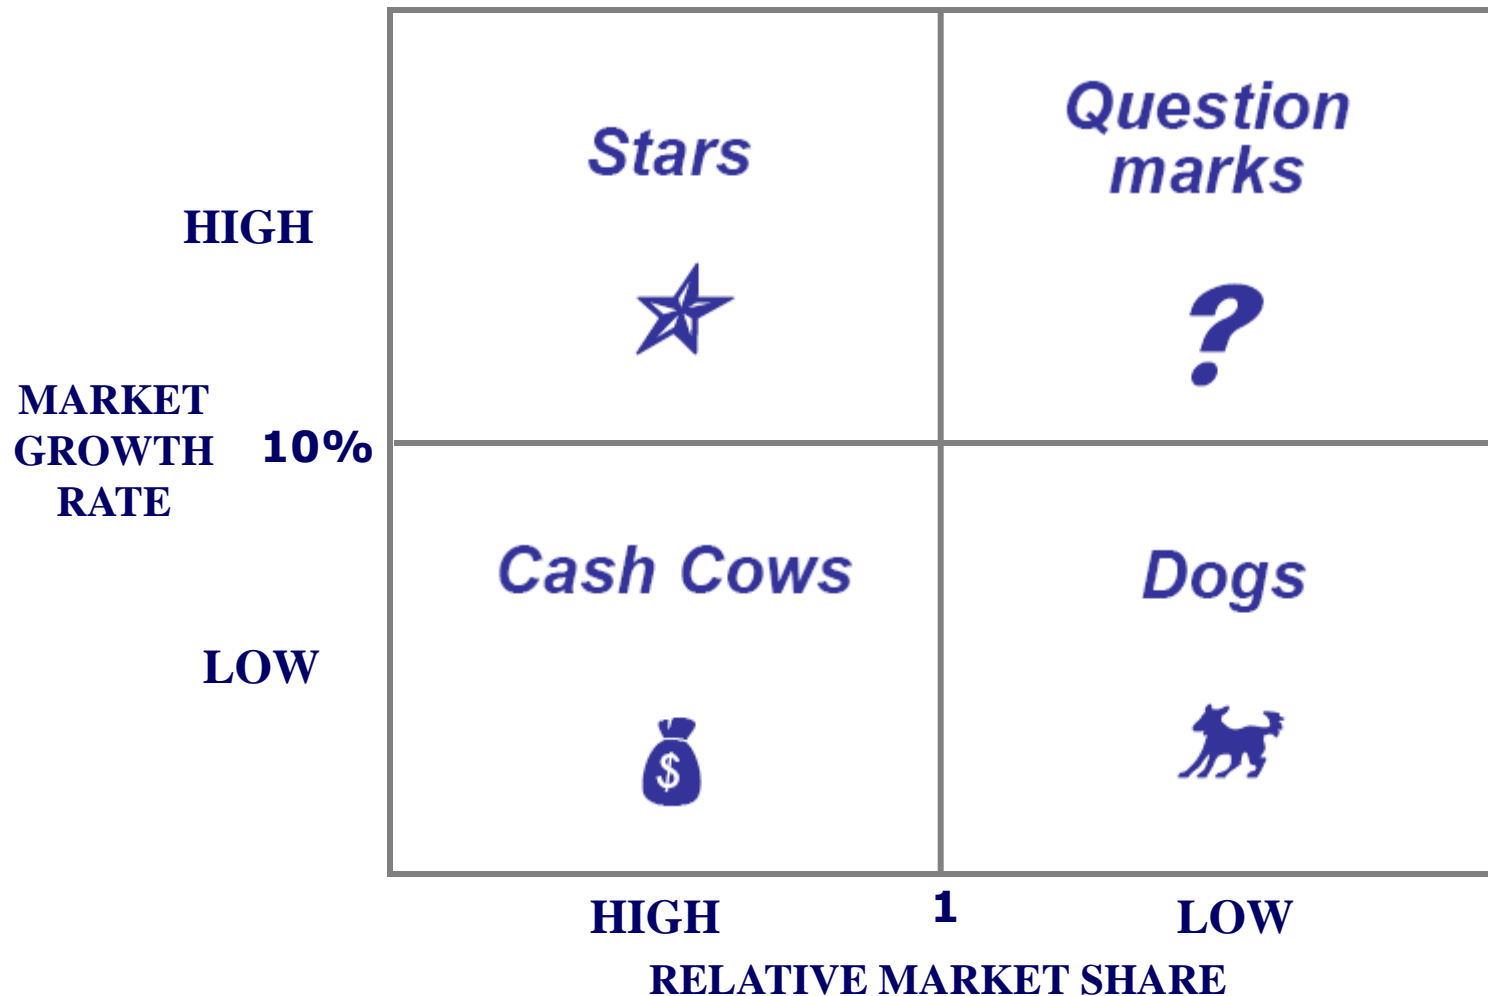 Stars
Question
marks
HIGH
?
MARKET
GROWTH
RATE
10%
Cash Cows
Dogs
LOW
$
HIGH
1
LOW
RELATIVE MARKET SHARE